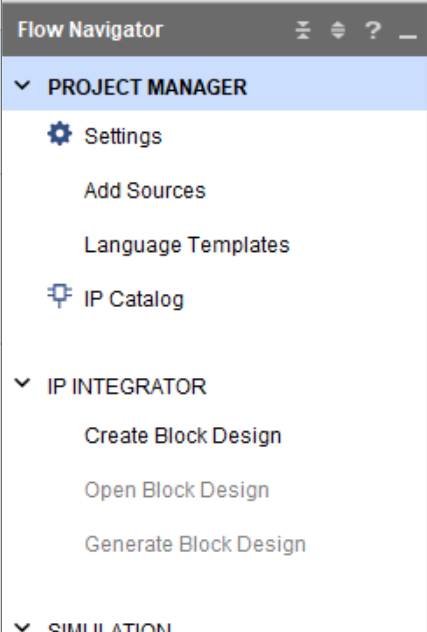 Flow Navigator ?
PROJECT MANAGER
Settings
Add Sources
Language Templates
IP Catalog
IP INTEGRATOR
Create Block Design
Open Block Design
Generate Block Design
SIMULATION